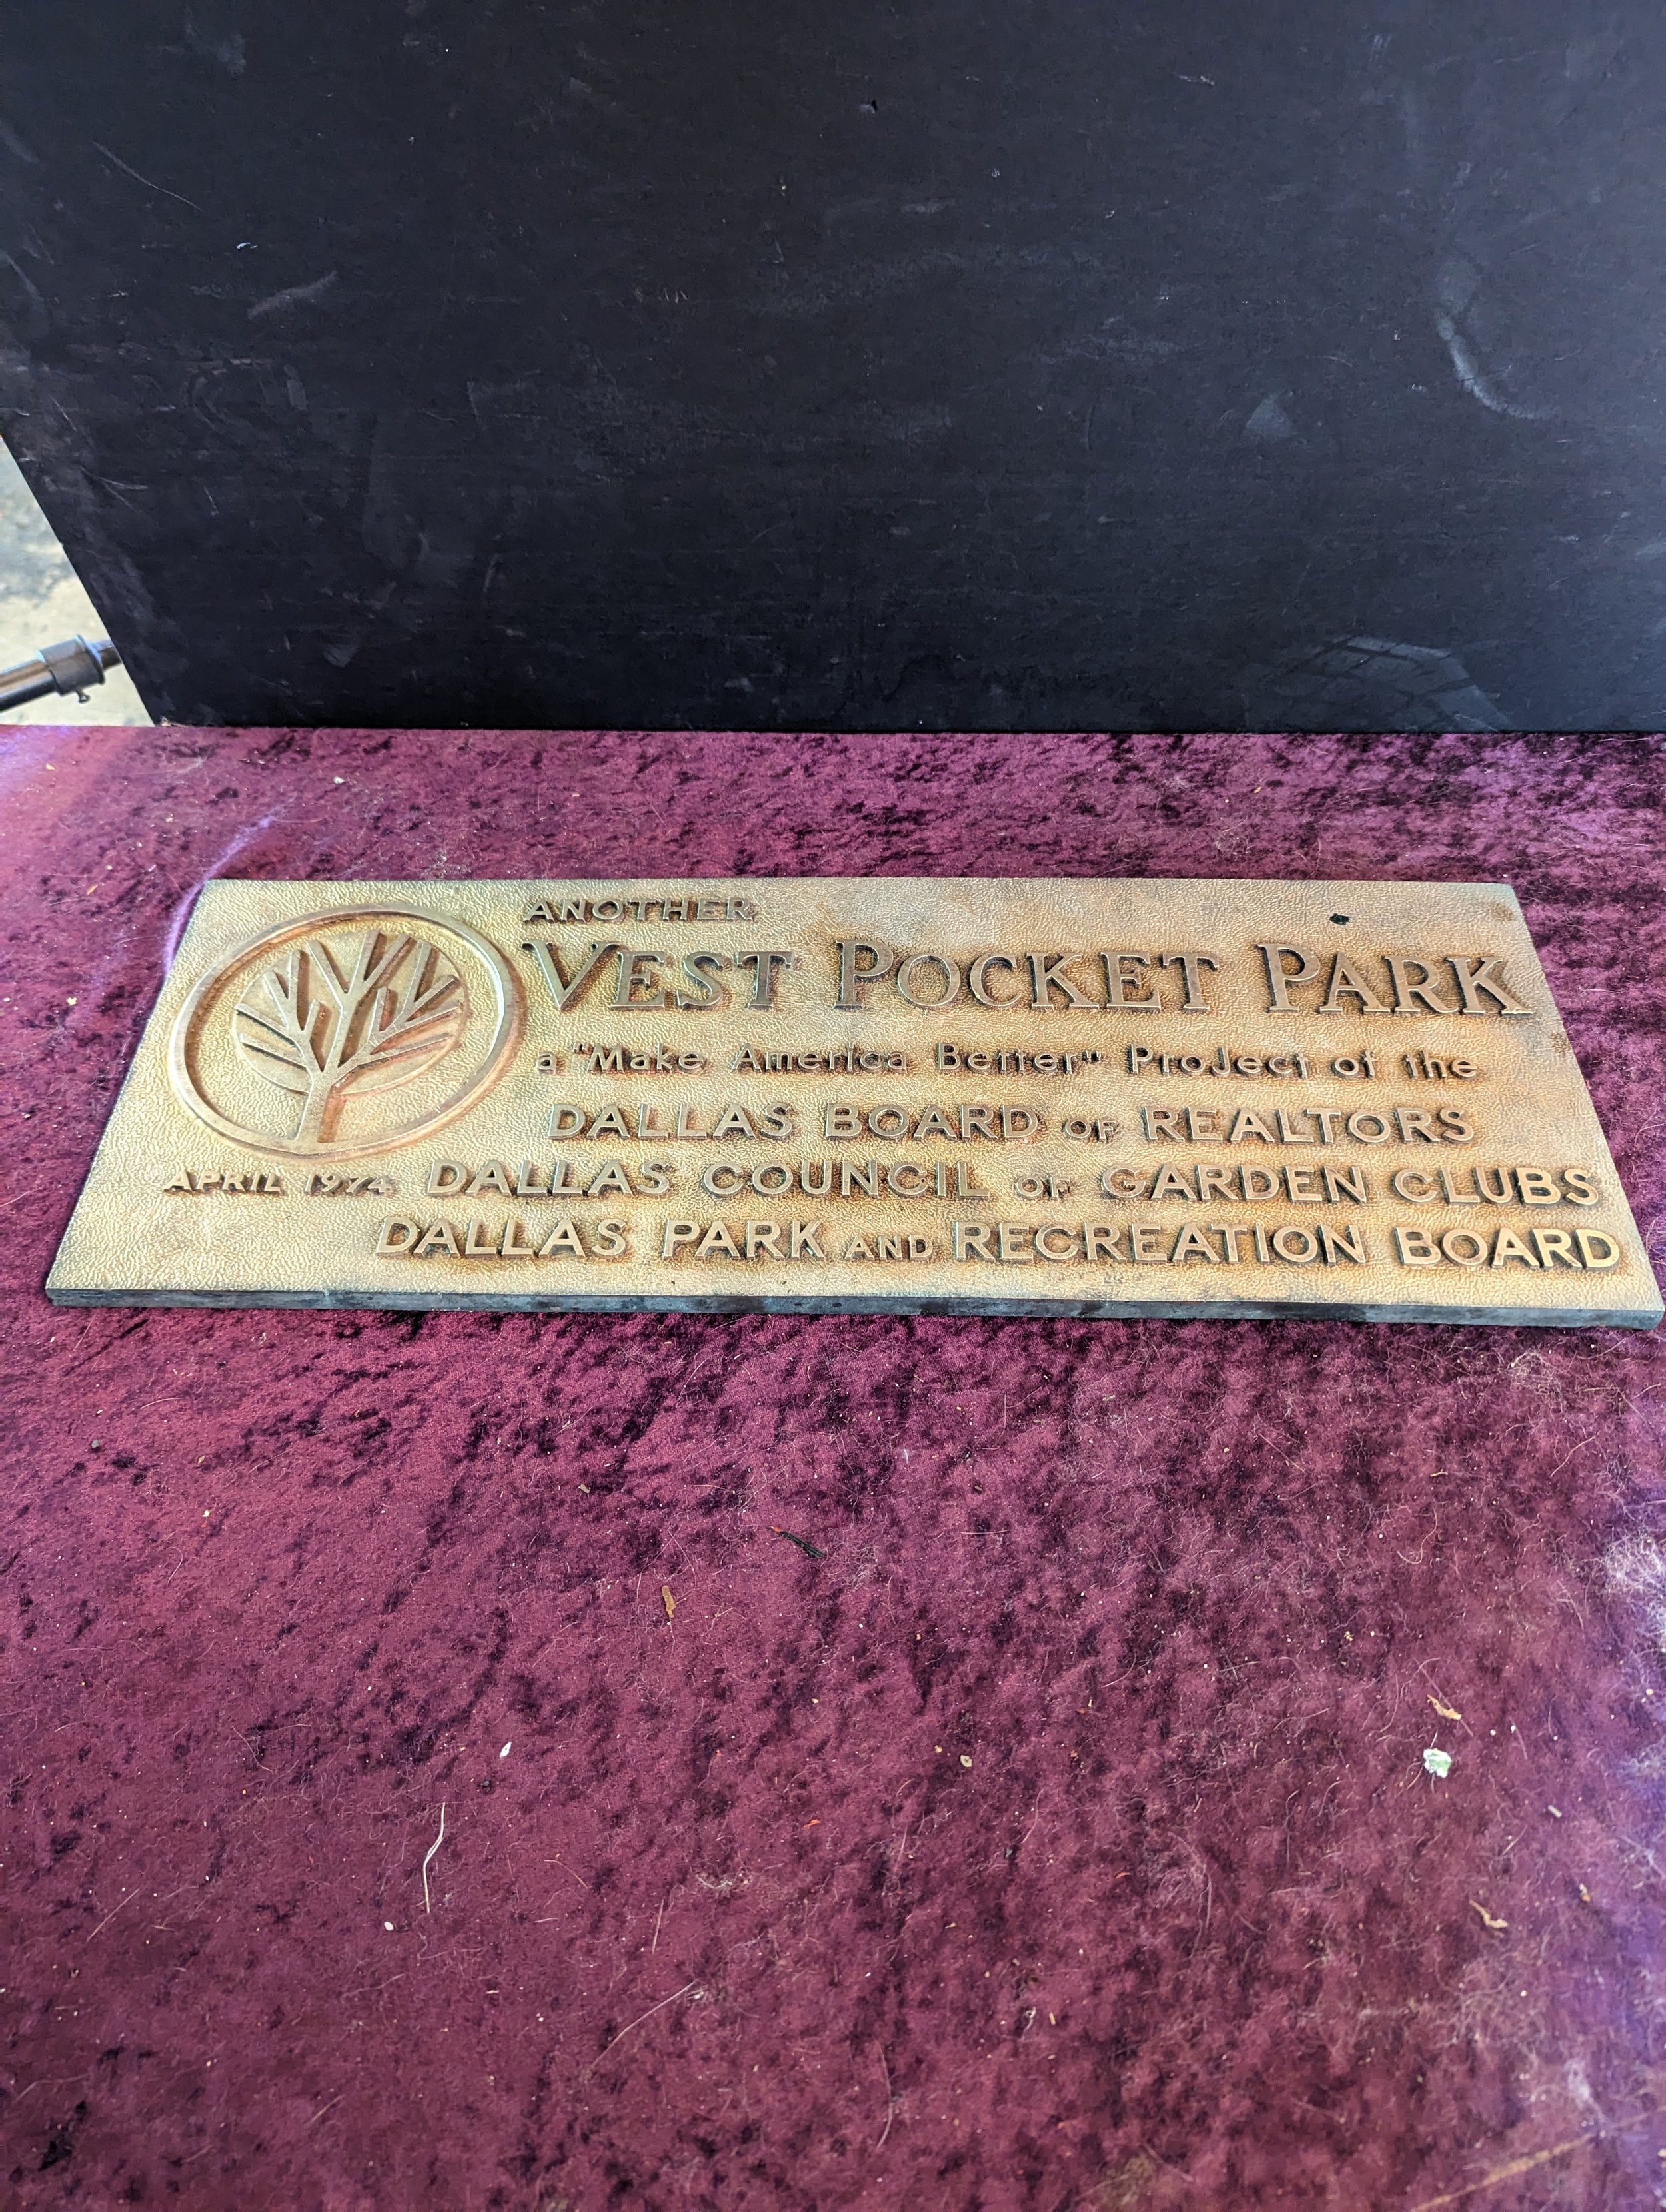 ANOTHER
VEST POCKET PARK
a "Make America Better" Project of the
DALLAS BOARD OF REALTORS
APRIL 1974 DALLAS COUNCIL OF GARDEN CLUBS
DALLAS PARK AND RECREATION BOARD